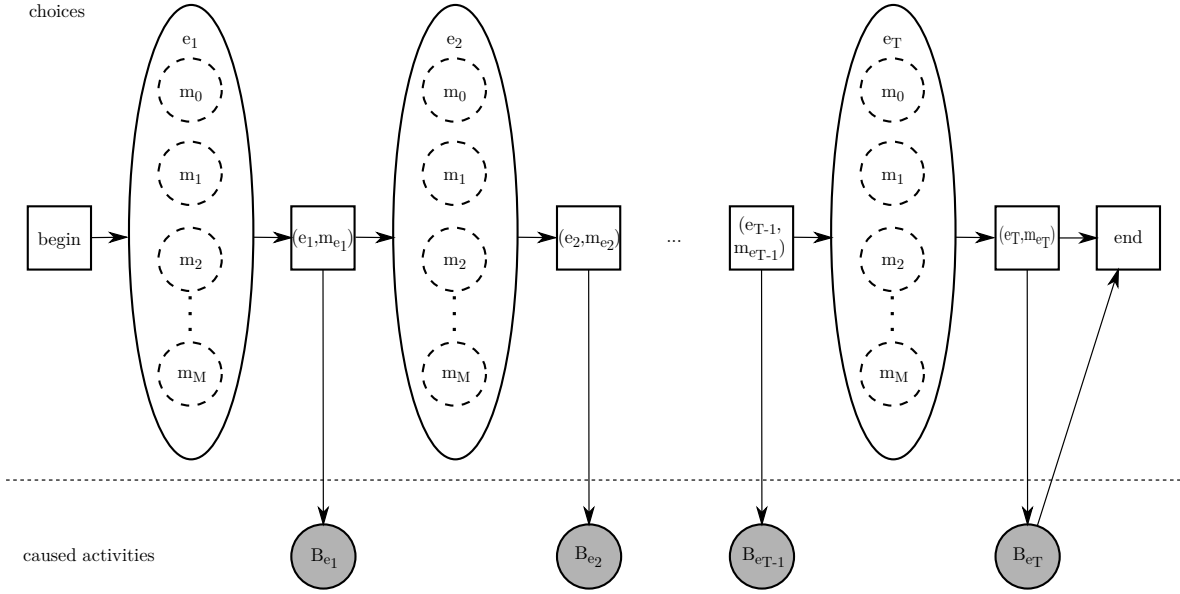 choices
e1
m0
m1
m2
mM
e2
m0
m1
m2
mM
eT
m0
m1
m2
mM
begin
(e1,me1)
(e2,me2)
...
(eT-1,
meT-1)
(eT,meT)
end
caused activities
Be1
Be2
BeT-1
BeT